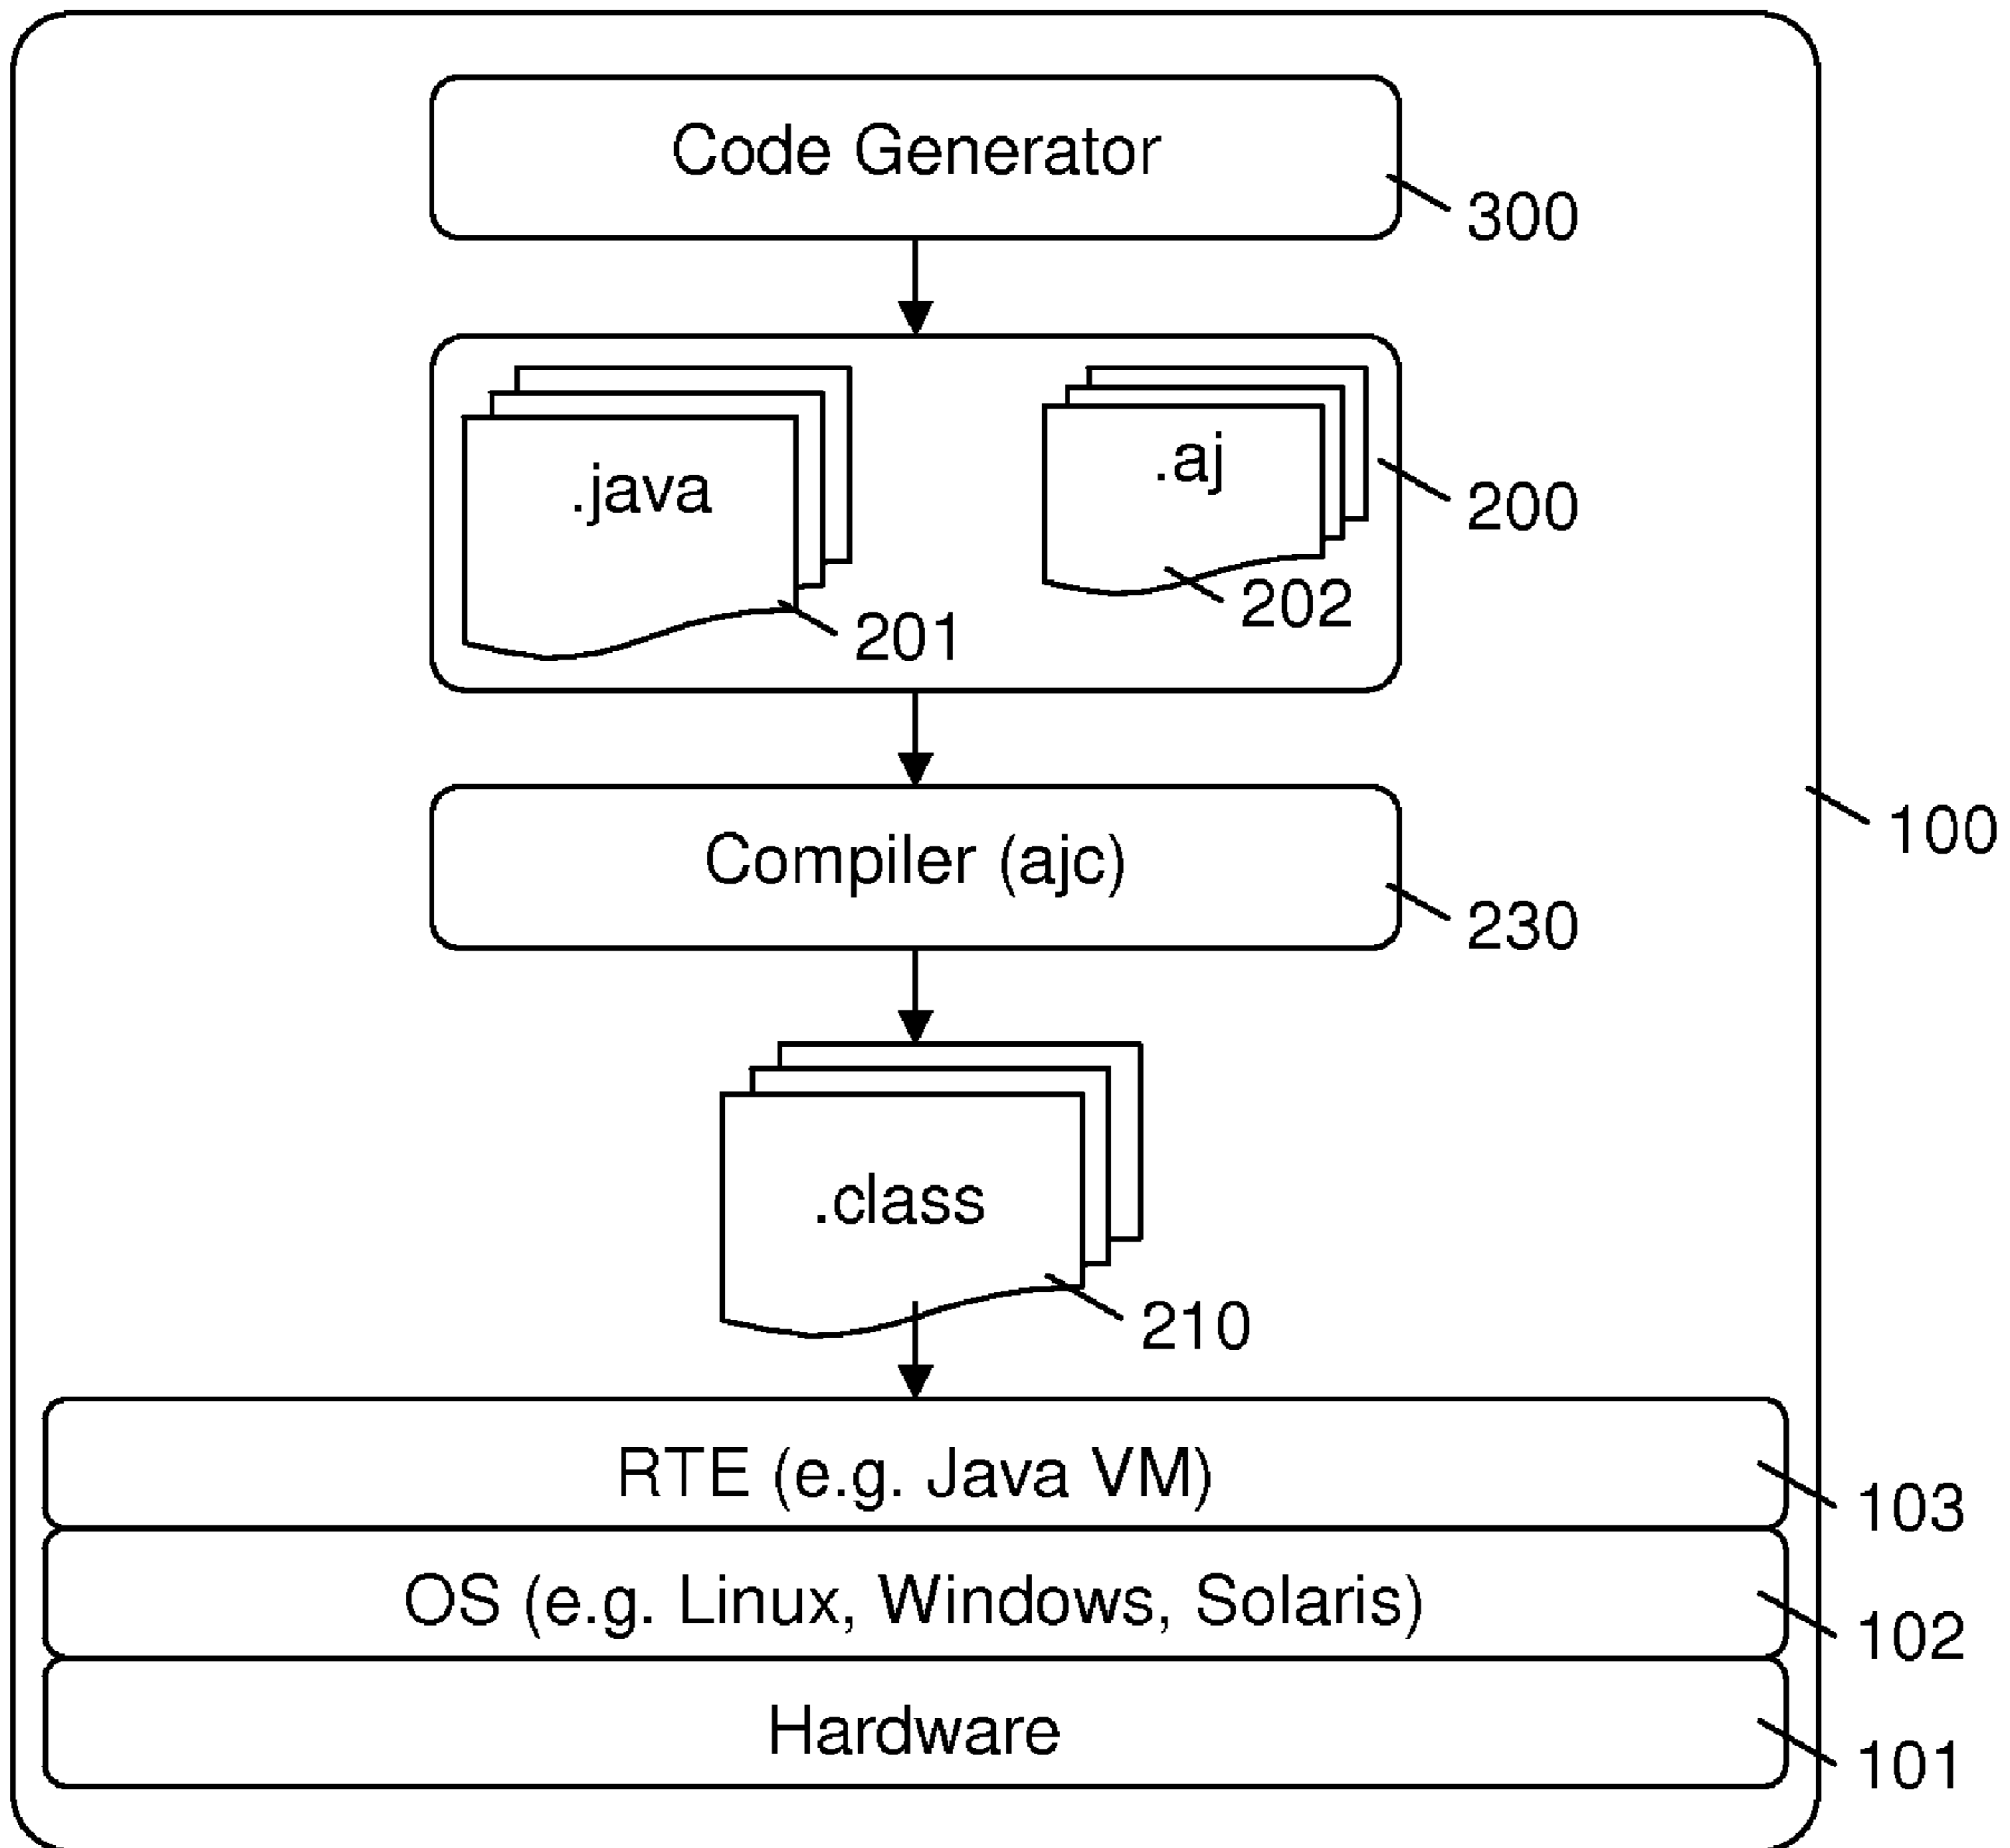 Code Generator
300
.java
.aj
200
202
201
Compiler (ajc)
100
230
.class
210
RTE (e.g. Java VM)
103
OS (e.g. Linux, Windows, Solaris)
102
Hardware
101